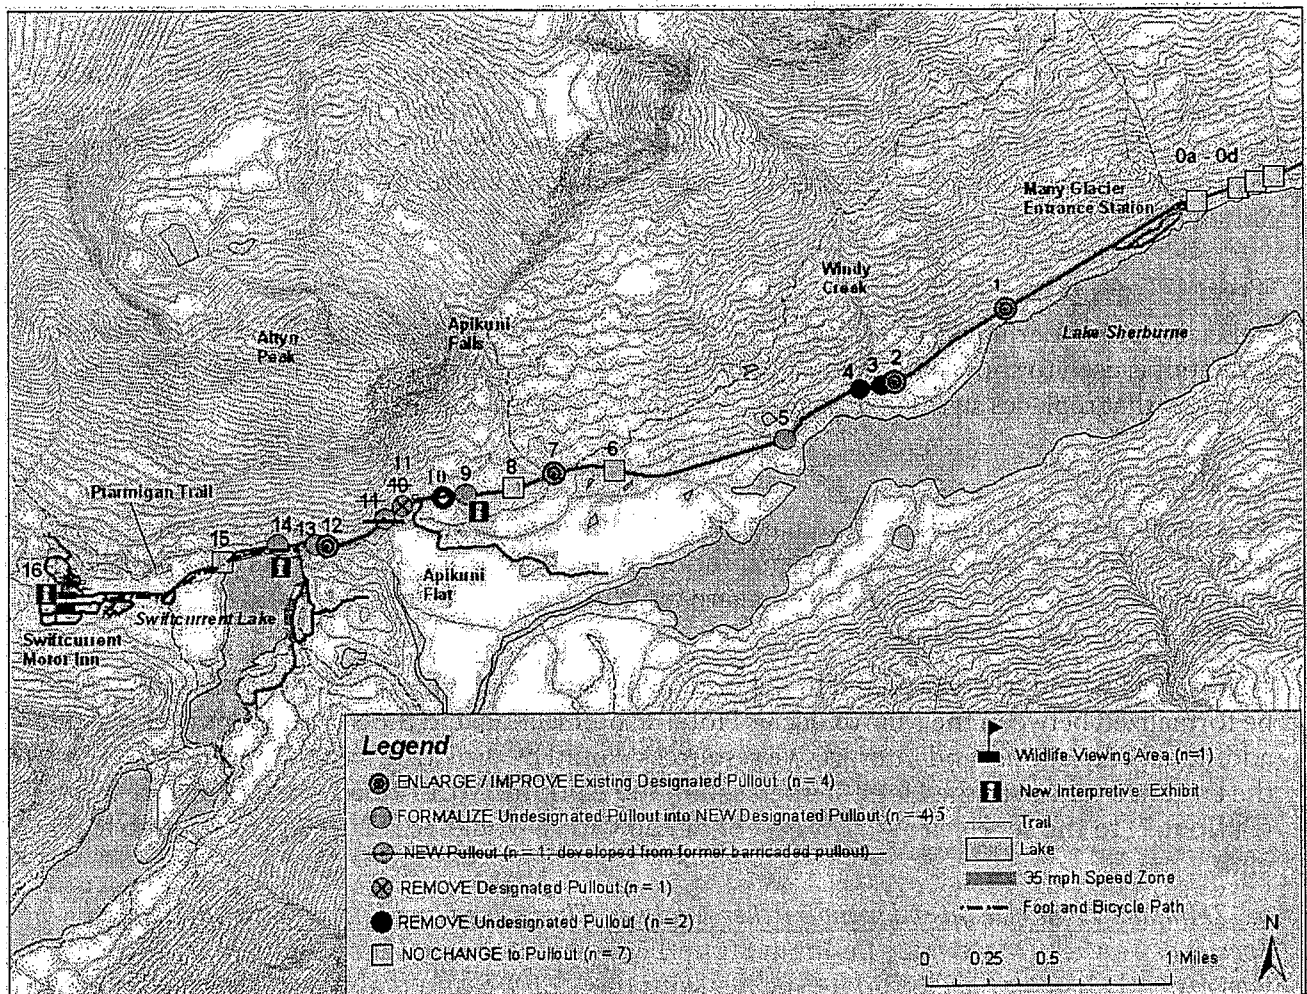 0a - 0d
Many Glacier
Entrance Station
Windy
Creek
1
Lake Sherburne
Apikuni
Falls
Altyn
Peak
2
3
4
5
6
7
8
9
10
11
10
11
Ptarmigan Trail
12
13
14
15
16
Apikuni
Flat
Swiftcurrent Lake
Swiftcurrent
Motor Inn
Legend
ENLARGE / IMPROVE Existing Designated Pullout (n = 4)
FORMALIZE Undesignated Pullout into NEW Designated Pullout (n = 4) 5
NEW Pullout (n = 1; developed from former barricaded pullout)
REMOVE Designated Pullout (n = 1)
REMOVE Undesignated Pullout (n = 2)
NO CHANGE to Pullout (n = 7)
Wildlife Viewing Area (n=1)
New Interpretive Exhibit
Trail
Lake
35 mph Speed Zone
Foot and Bicycle Path
N
0 0.25 0.5 1 Miles